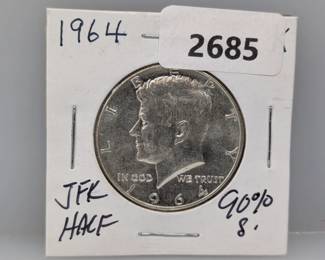 1964
2685
LIBERTY
IN GOD WE TRUST
1964
JFK
HALF
90%
S.